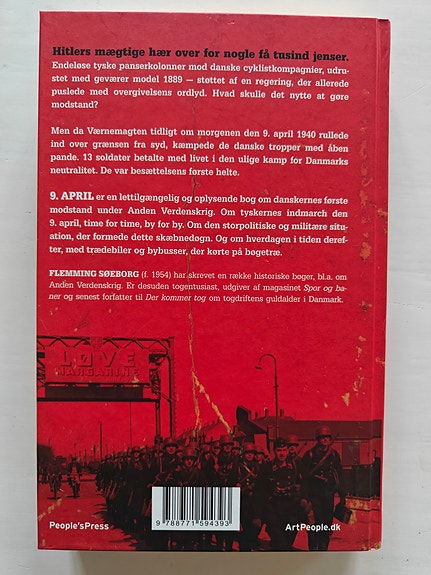 Hitlers mægtige hær over for nogle få tusind jenser.
Endeløse tyske panserkolonner mod danske cyklistkompagnier, udru-
stet med geværer model 1889 — støttet af en regering, der allerede
puslede med overgivelsens ordlyd. Hvad skulle det nytte at gøre
modstand?
Men da Værnemagten tidligt om morgenen den 9. april 1940 rullede
ind over grænsen fra syd, kæmpede de danske tropper med åben
pande. 13 soldater betalte med livet i den ulige kamp for Danmarks
neutralitet. De var besættelsens første helte.
9. APRIL er en lettilgængelig og oplysende bog om danskernes første
modstand under Anden Verdenskrig. Om tyskernes indmarch den
9. april, time for time, by for by. Om den storpolitiske og militære situ-
ation, der formede dette skæbnedøgn. Og om hverdagen i tiden deref-
ter, med træbiler og bybusser, der kørte på bøgetræ.
FLEMMING SØEBORG (f. 1954) har skrevet en række historiske bøger, bl.a. om
Anden Verdenskrig. Er desuden togentusiast, udgiver af magasinet Spor og ba-
ner og senest forfatter til Der kommer tog om togdriftens guldalder i Danmark.
LØVE
MARGARINE
People'sPress
9 788771 594393
ArtPeople.dk